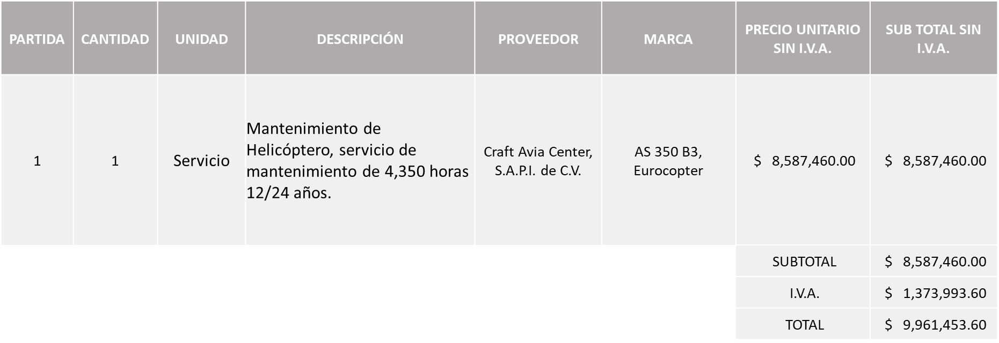 PARTIDA
CANTIDAD
UNIDAD
DESCRIPCIÓN
PROVEEDOR
MARCA
PRECIO UNITARIO
SIN I.V.A.
SUB TOTAL SIN
I.V.A.
1
1
Servicio
Mantenimiento de
Helicóptero, servicio de
mantenimiento de 4,350 horas
12/24 años.
Craft Avia Center,
S.A.P.I. de C.V.
AS 350 B3,
Eurocopter
$ 8,587,460.00
$ 8,587,460.00
SUBTOTAL
$ 8,587,460.00
I.V.A.
$ 1,373,993.60
TOTAL
$ 9,961,453.60